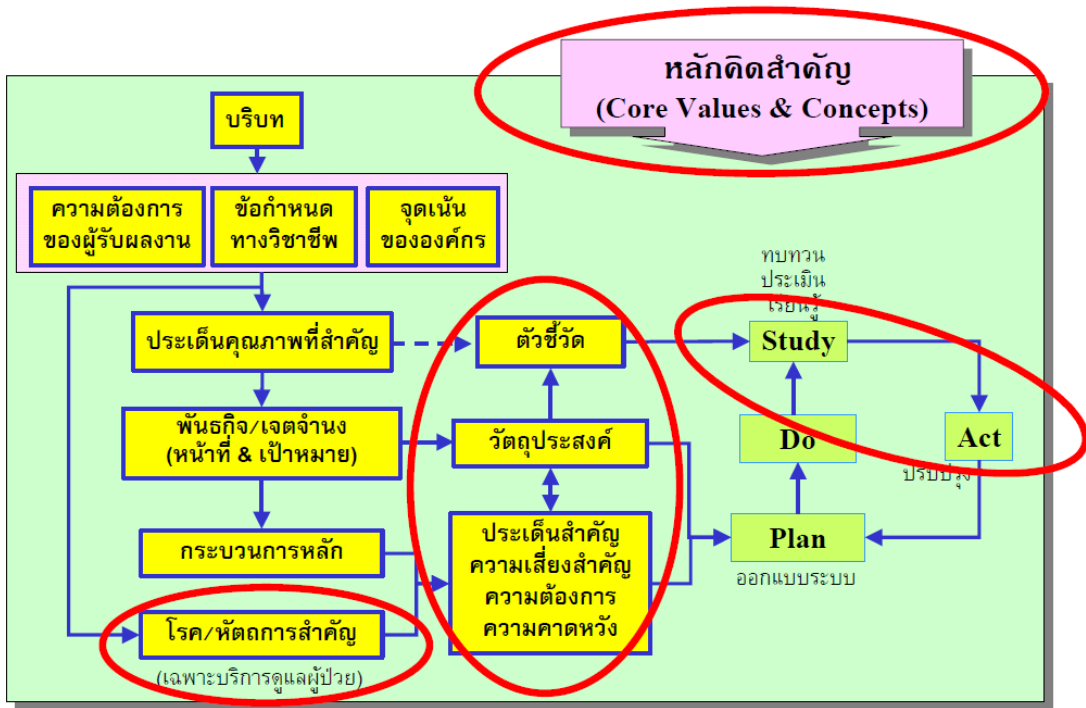 หลักคิดสำคัญ
(Core Values & Concepts)
บริบท
ความต้องการ
ของผู้รับผลงาน
ข้อกำหนด
ทางวิชาชีพ
จุดเน้น
ขององค์กร
ทบทวน
ประเมิน
เรียนรู้
ประเด็นคุณภาพที่สำคัญ
ตัวชี้วัด
Study
พันธกิจ/เจตจำนง
(หน้าที่ & เป้าหมาย)
วัตถุประสงค์
Do
Act
ปรับปรุง
กระบวนการหลัก
ประเด็นสำคัญ
ความเสี่ยงสำคัญ
ความต้องการ
ความคาดหวัง
Plan
ออกแบบระบบ
โรค/หัตถการสำคัญ
(เฉพาะบริการดูแลผู้ป่วย)